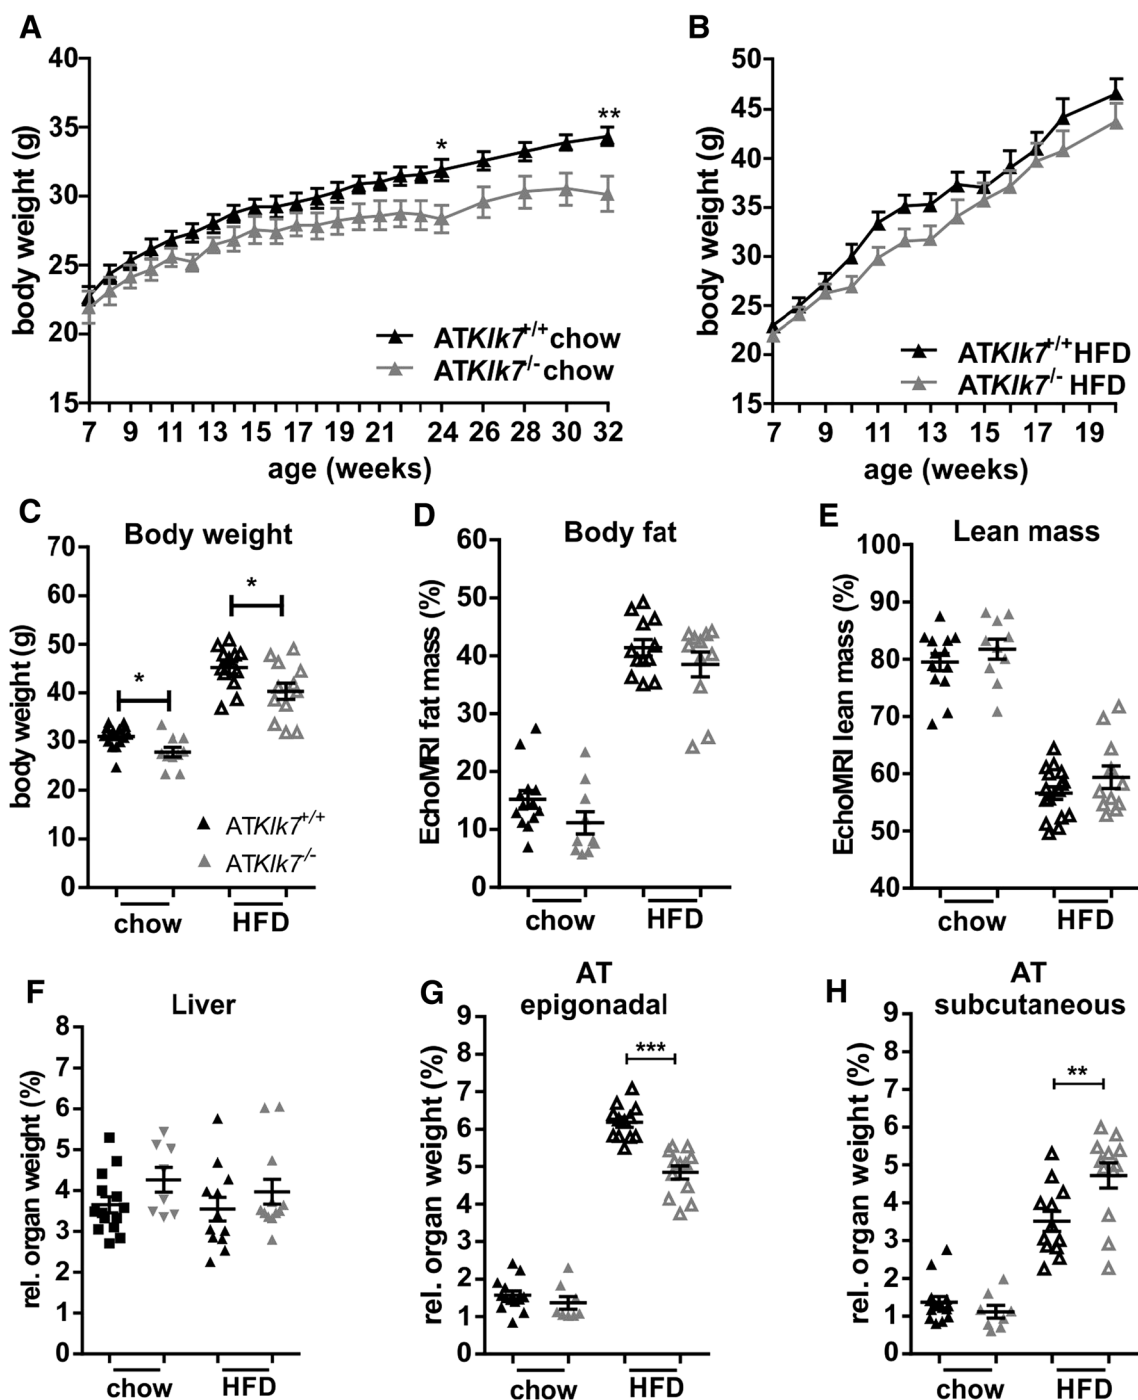 A
body weight (g)
40
35
30
25
20
15
*
**
ATKlk7+/+ chow
ATKlk7-/- chow
7 9 11 13 15 17 19 21 24 26 28 30 32
age (weeks)
B
body weight (g)
50
45
40
35
30
25
20
15
ATKlk7+/+ HFD
ATKlk7-/- HFD
7 9 11 13 15 17 19
age (weeks)
C
Body weight
body weight (g)
70
60
50
40
30
20
10
0
*
*
ATKlk7+/+
ATKlk7-/-
chow HFD
D
Body fat
EchoMRI fat mass (%)
60
50
40
30
20
10
0
chow HFD
E
Lean mass
EchoMRI lean mass (%)
100
90
80
70
60
50
40
chow HFD
F
Liver
rel. organ weight (%)
8
7
6
5
4
3
2
1
0
chow HFD
G
AT
epigonadal
rel. organ weight (%)
9
8
7
6
5
4
3
2
1
0
***
chow HFD
H
AT
subcutaneous
rel. organ weight (%)
9
8
7
6
5
4
3
2
1
0
**
chow HFD